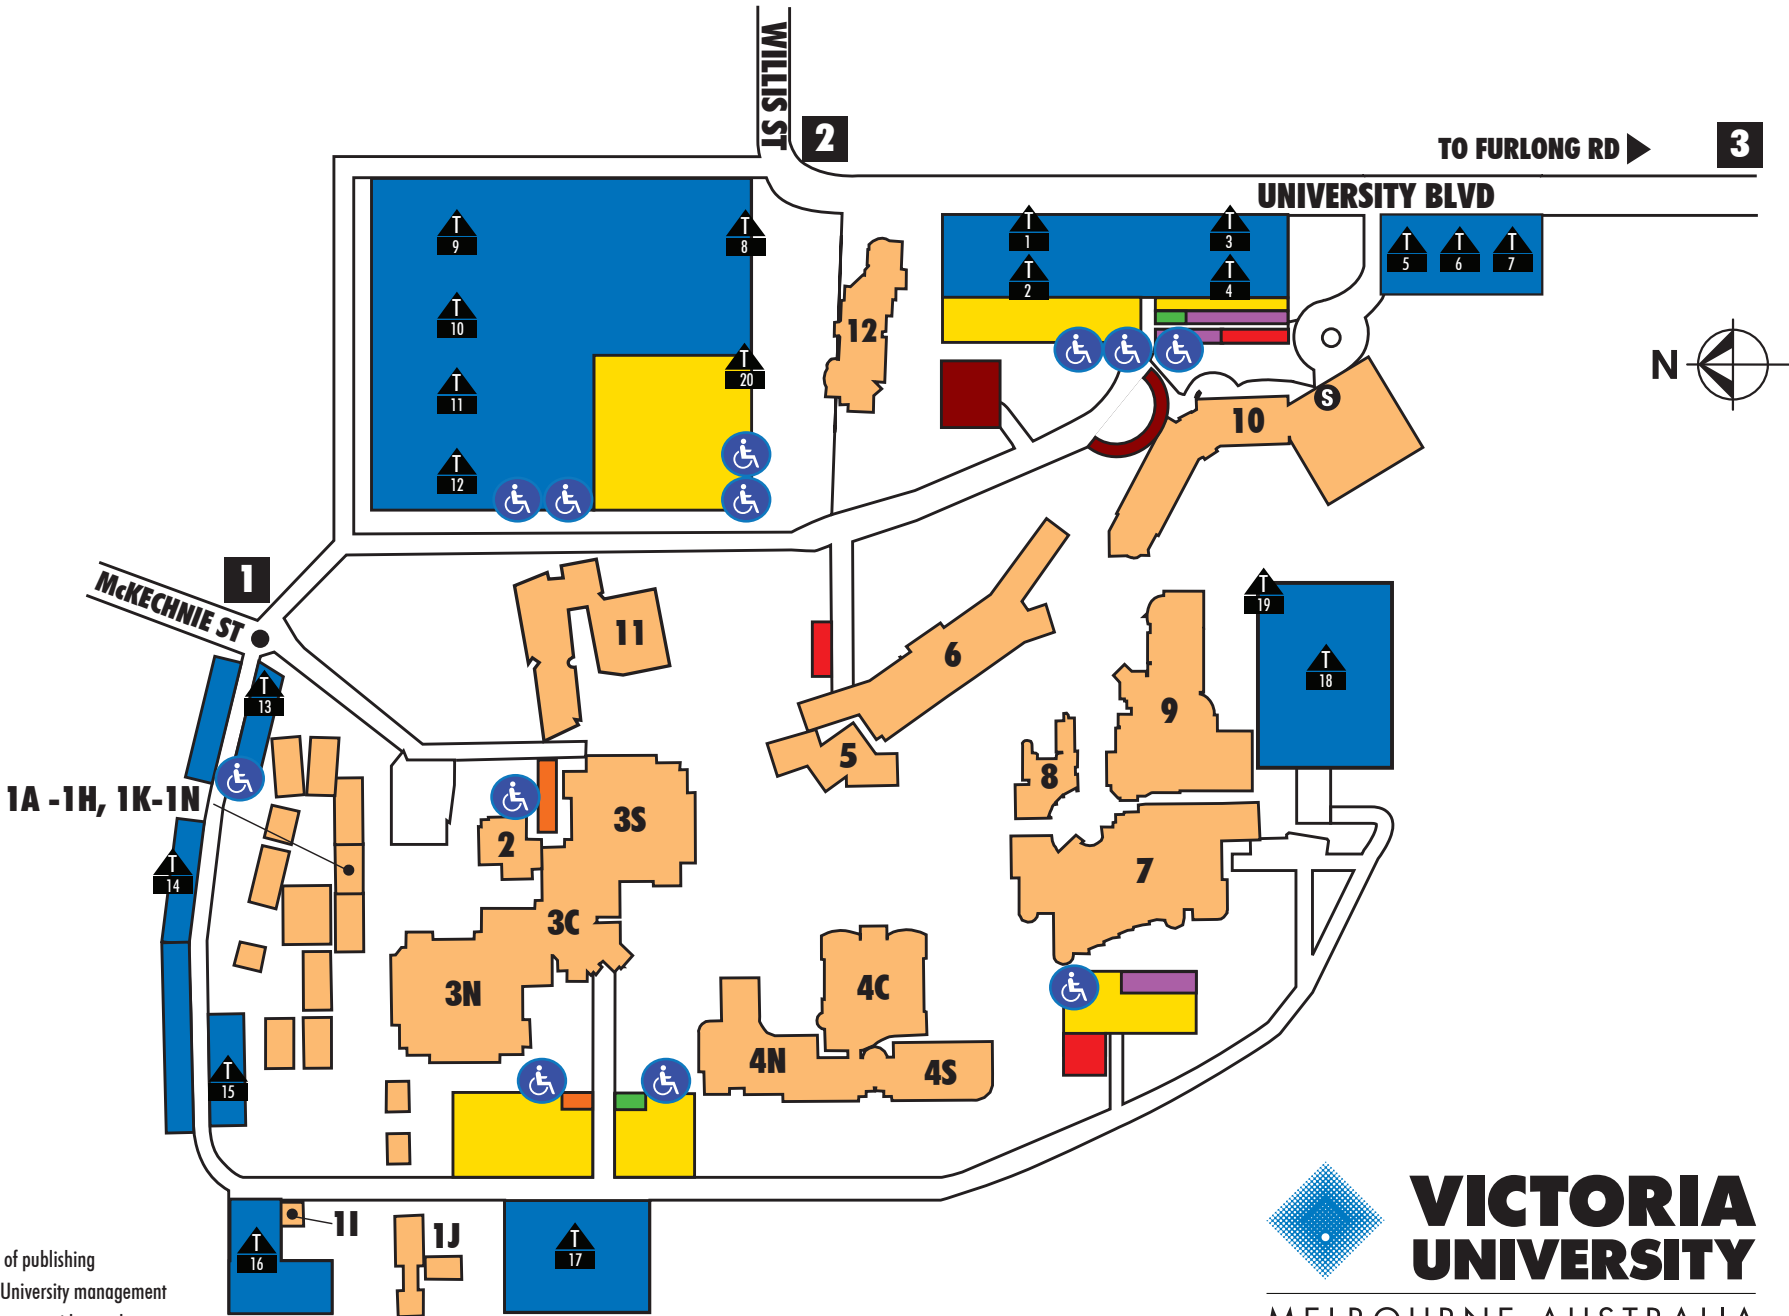 WILLIS ST
2
TO FURLONG RD
3
UNIVERSITY BLVD
T
9
T
8
T
1
T
3
T
5
T
6
T
7
T
2
T
4
T
10
12
T
20
N
T
11
S
10
T
12
1
McKECHNIE ST
T
19
11
6
T
18
T
13
9
5
8
1A -1H, 1K-1N
3S
2
T
14
7
3C
3N
4C
4N
4S
T
15
1I
1J
T
16
T
17
of publishing
University management
VICTORIA
UNIVERSITY
MELBOURNE AUSTRALIA